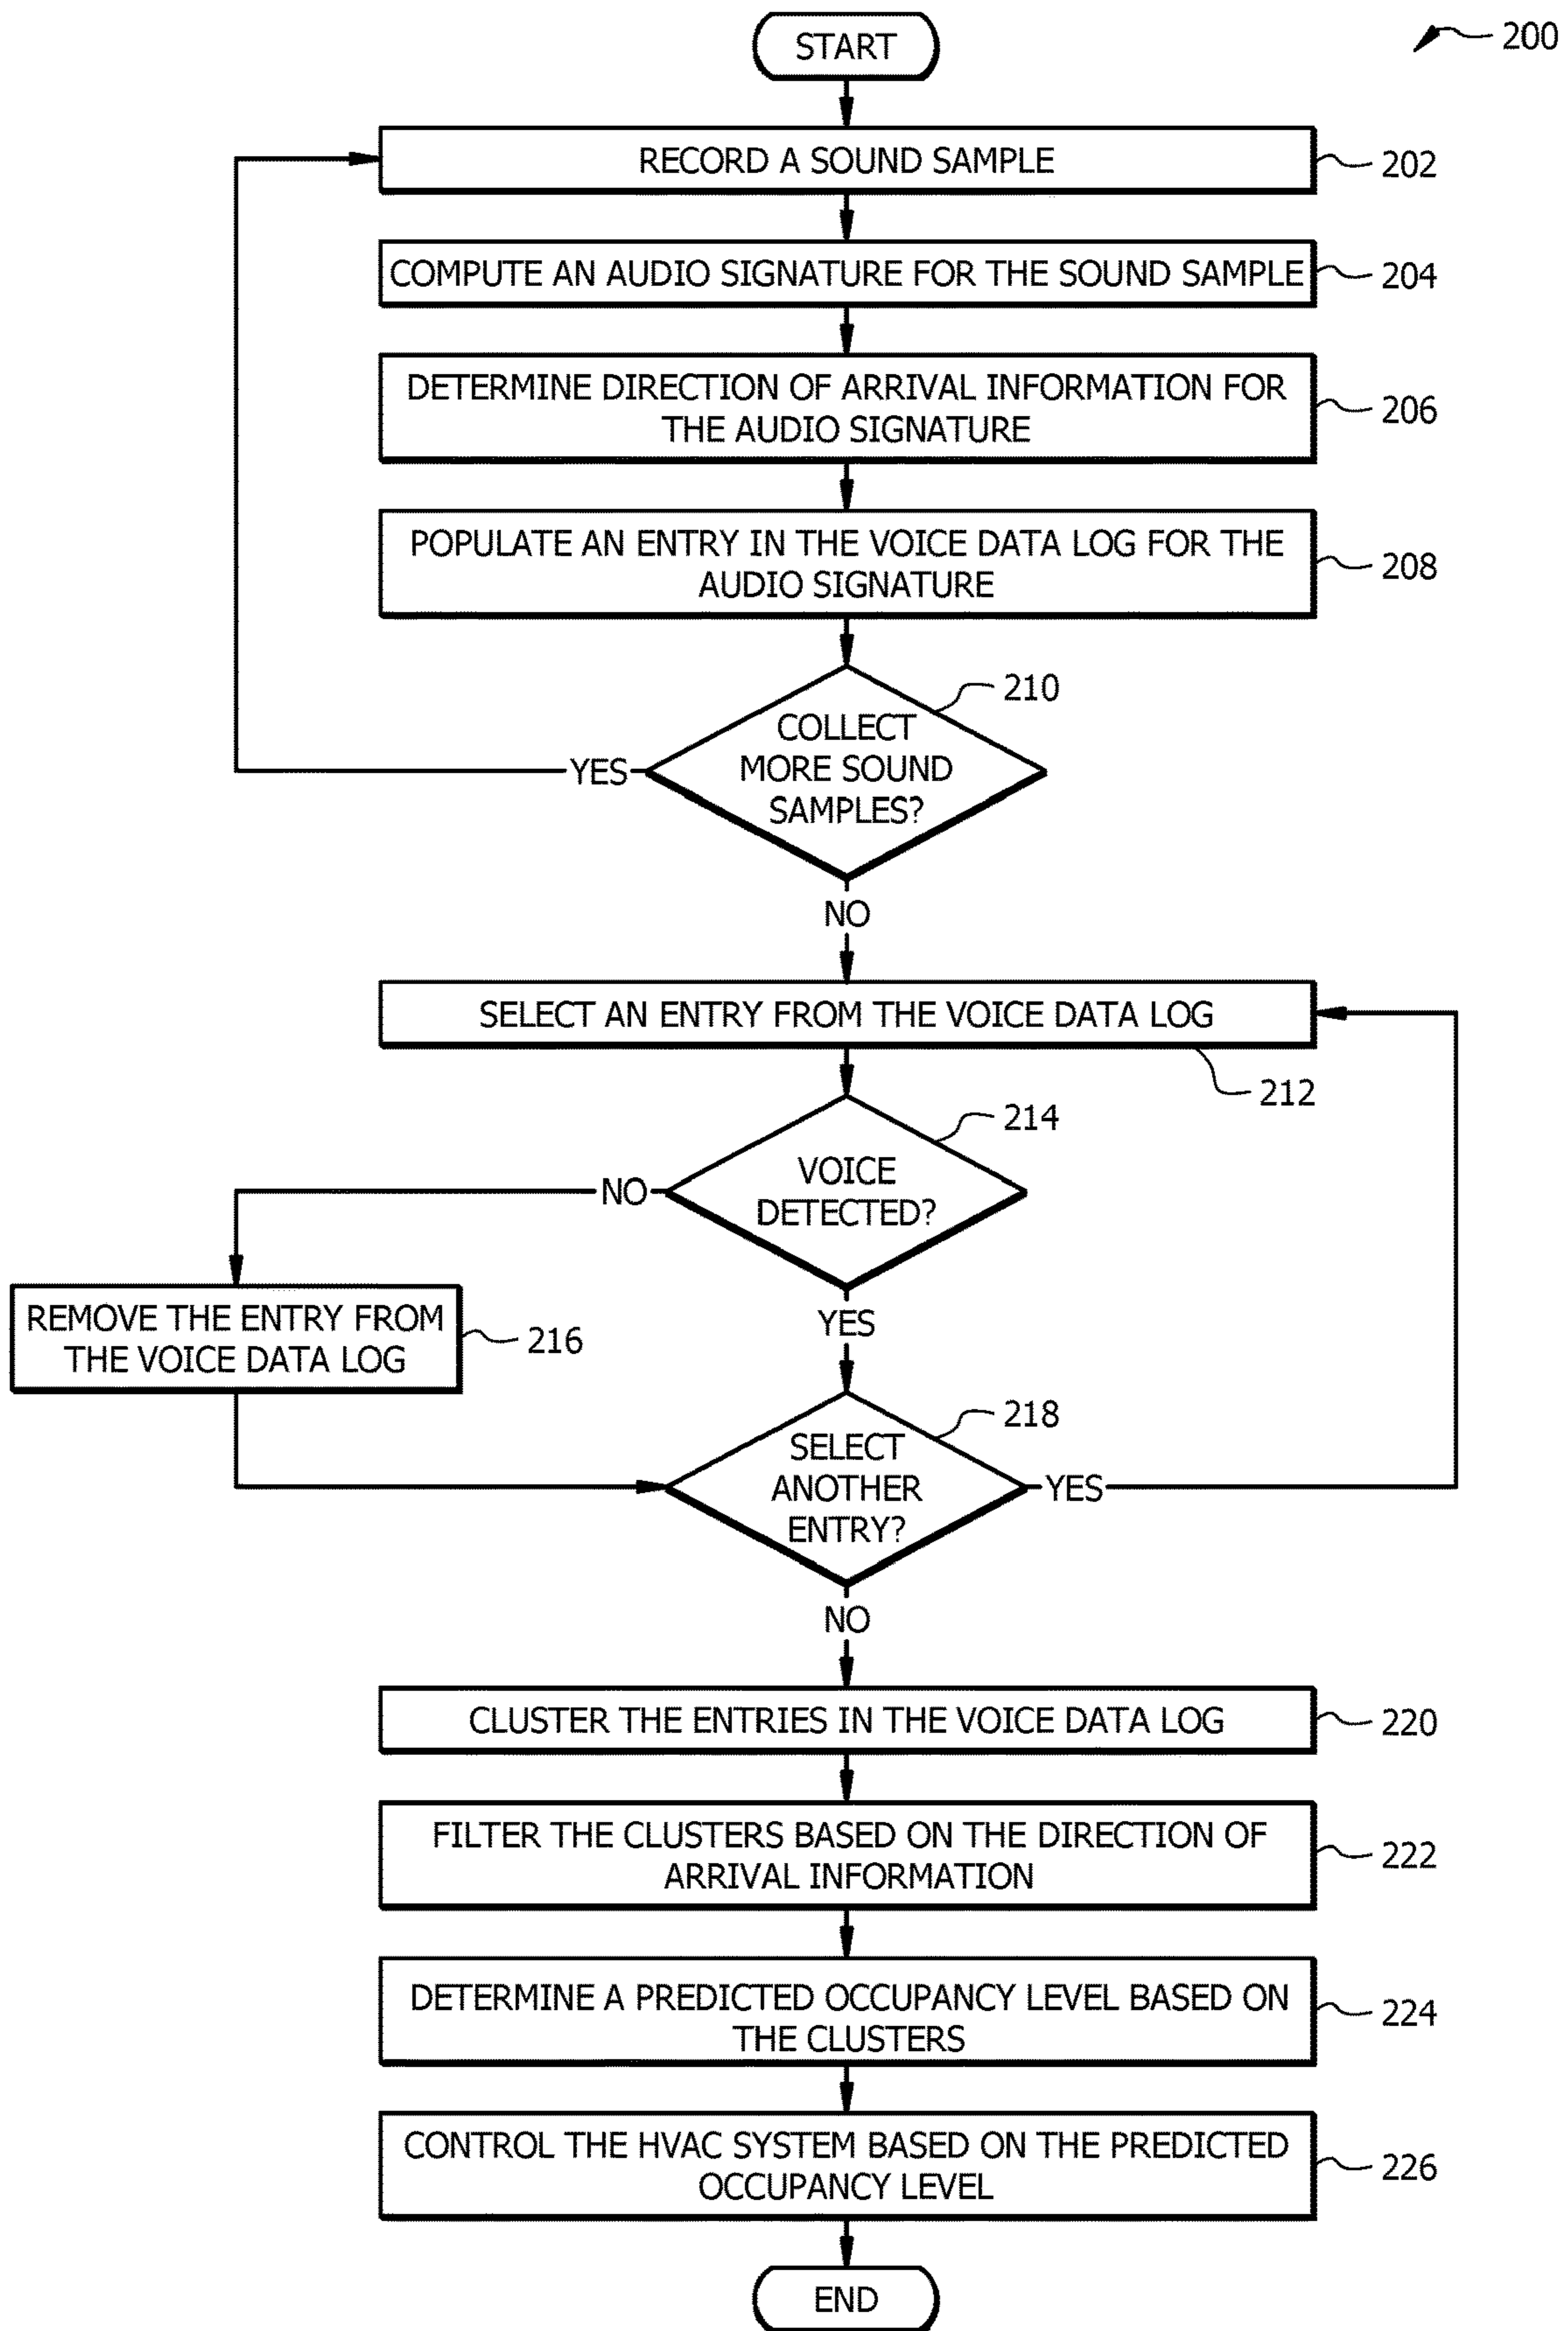 START
200
RECORD A SOUND SAMPLE
202
COMPUTE AN AUDIO SIGNATURE FOR THE SOUND SAMPLE
204
DETERMINE DIRECTION OF ARRIVAL INFORMATION FOR
THE AUDIO SIGNATURE
206
POPULATE AN ENTRY IN THE VOICE DATA LOG FOR THE
AUDIO SIGNATURE
208
210
COLLECT
MORE SOUND
SAMPLES?
YES
NO
SELECT AN ENTRY FROM THE VOICE DATA LOG
212
214
VOICE
DETECTED?
NO
YES
REMOVE THE ENTRY FROM
THE VOICE DATA LOG
216
218
SELECT
ANOTHER
ENTRY?
YES
NO
CLUSTER THE ENTRIES IN THE VOICE DATA LOG
220
FILTER THE CLUSTERS BASED ON THE DIRECTION OF
ARRIVAL INFORMATION
222
DETERMINE A PREDICTED OCCUPANCY LEVEL BASED ON
THE CLUSTERS
224
CONTROL THE HVAC SYSTEM BASED ON THE PREDICTED
OCCUPANCY LEVEL
226
END